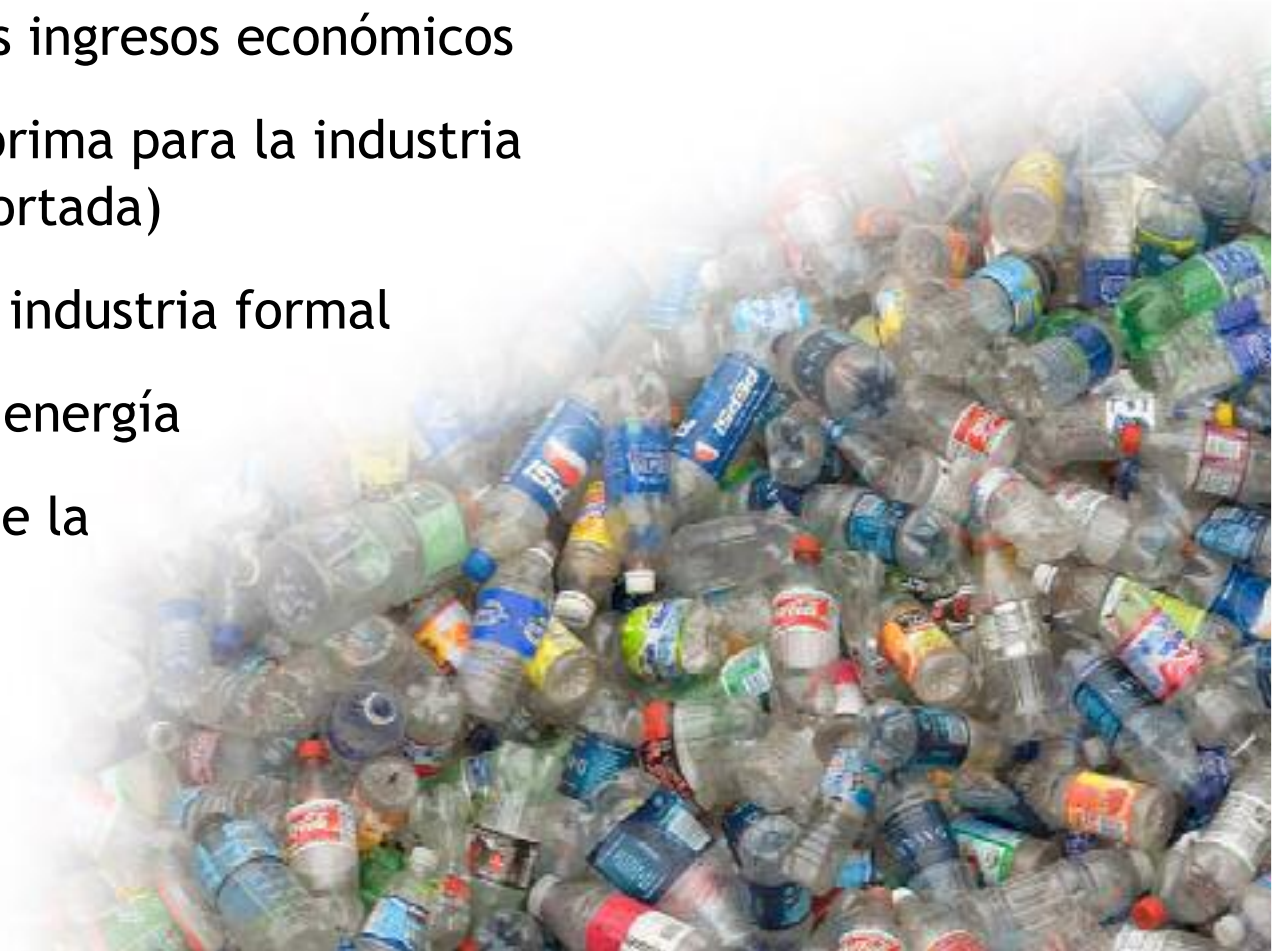 s ingresos económicos
prima para la industria
ortada)
industria formal
energía
e la